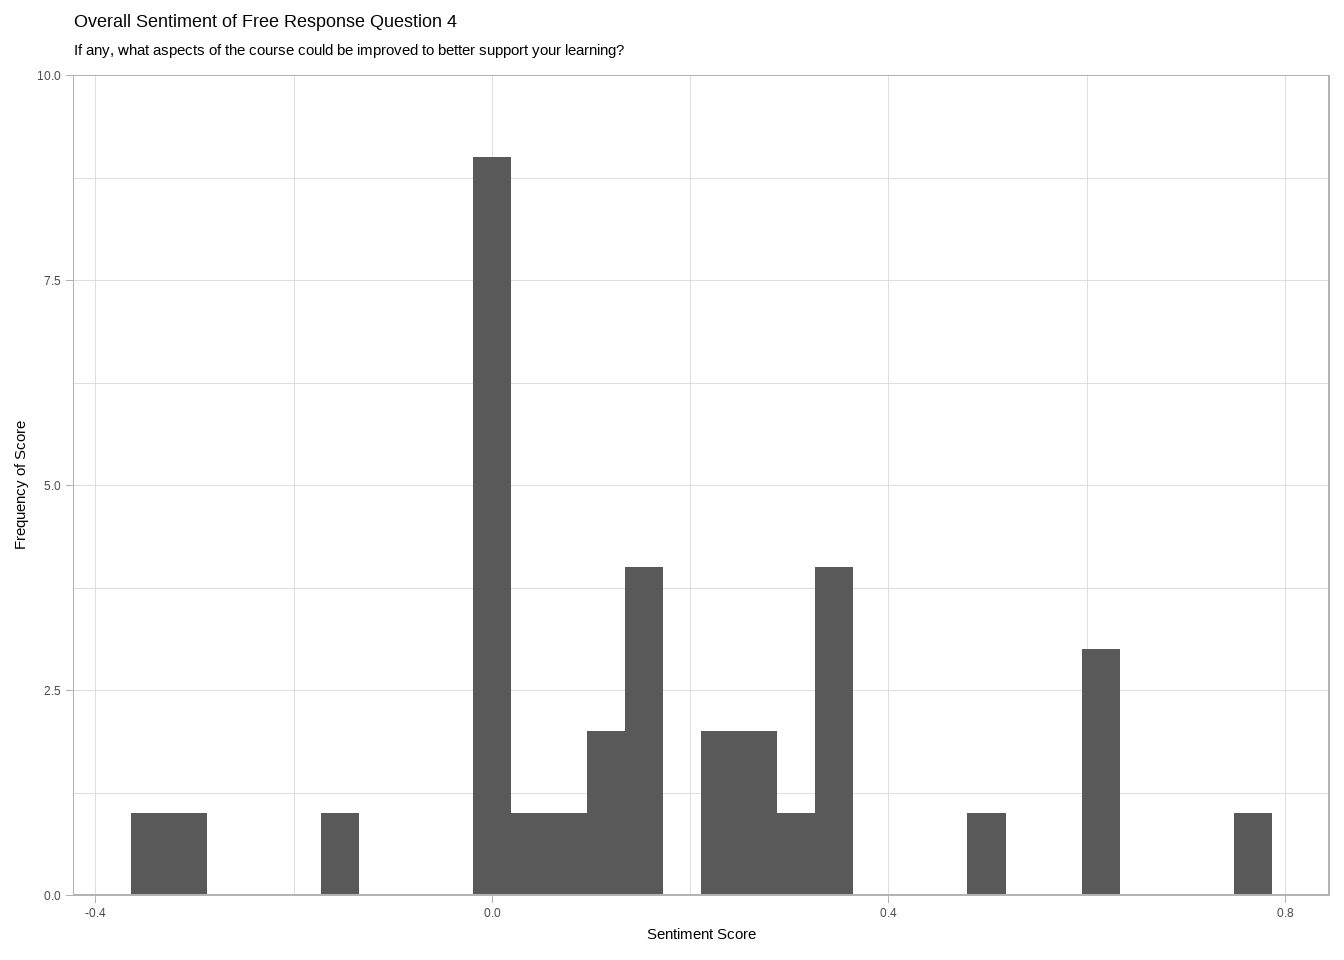 Overall Sentiment of Free Response Question 4
If any, what aspects of the course could be improved to better support your learning?
10.0
7.5
5.0
2.5
0.0
Frequency of Score
-0.4 0.0 0.4 0.8
Sentiment Score